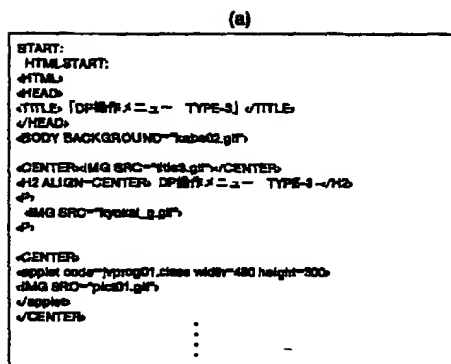 (a)
START:
HTMLSTART:
<HTML>
<HEAD>
<TITLE>「DP操作メニュー TYPE-3」</TITLE>
</HEAD>
<BODY BACKGROUND="kabe02.gif">
<CENTER><IMG SRC="title3.gif"></CENTER>
<H2 ALIGN=CENTER> DP操作メニュー TYPE-3 </H2>
<P>
<IMG SRC="kyokai_g.gif">
<P>
<CENTER>
<applet code=jvprog01.class width=480 height=300>
<IMG SRC="pict01.gif">
</applet>
</CENTER>